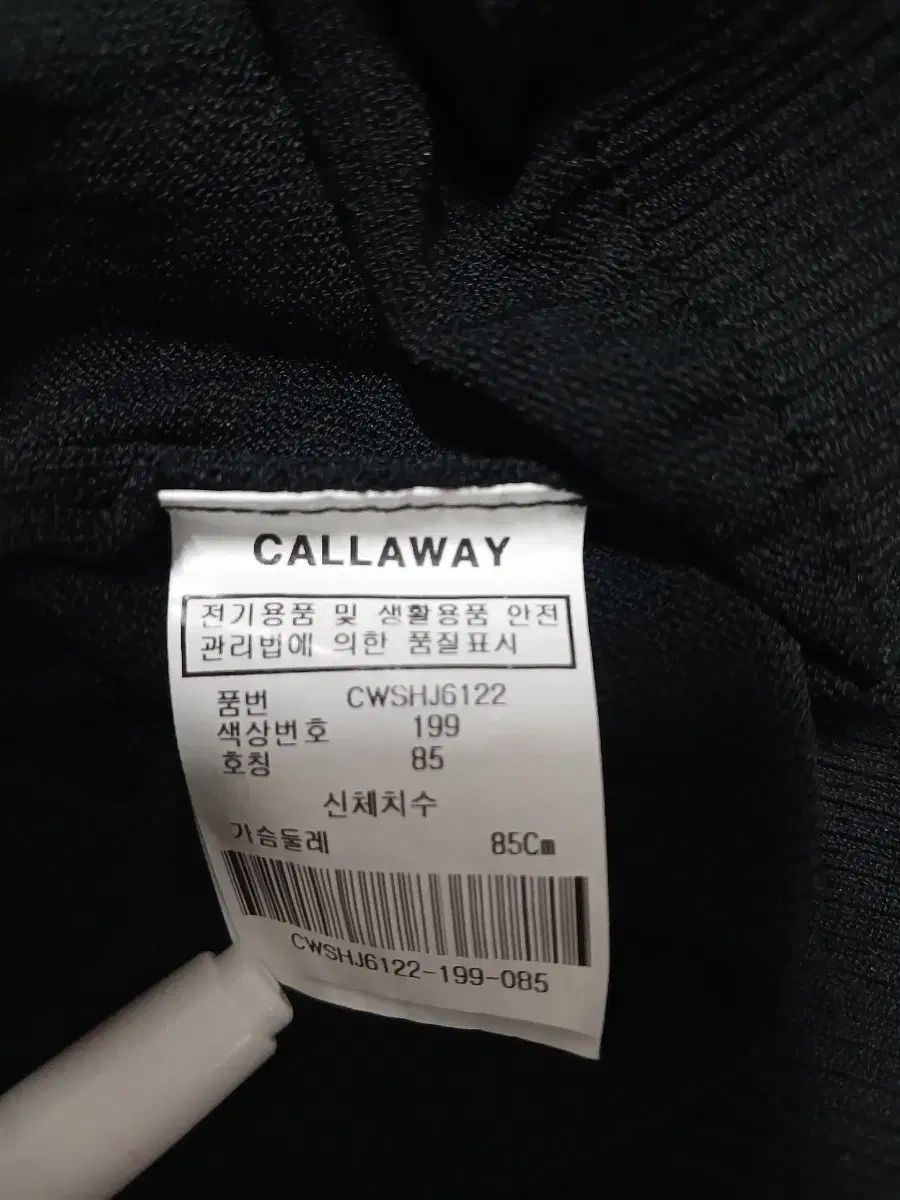 CALLAWAY
전기용품 및 생활용품 안전
관리법에 의한 품질표시
품번 CWSHJ6122
색상번호 199
호칭 85
신체치수
가슴둘레 85Cm
CWSHJ6122-199-085